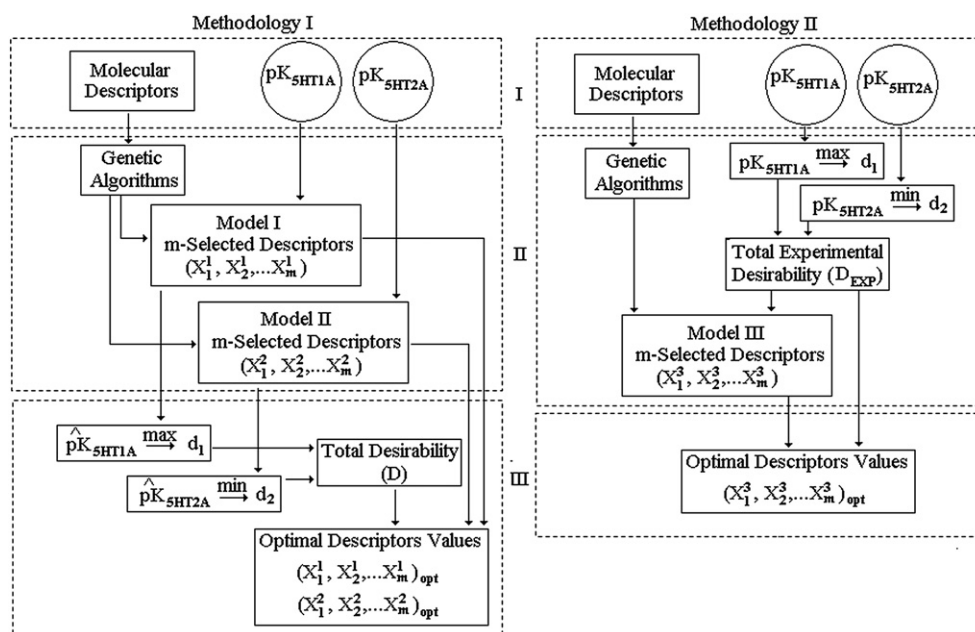 Methodology I
Molecular
Descriptors
pK5HT1A
pK5HT2A
Genetic
Algorithms
Model I
m-Selected Descriptors
(X₁¹, X₂¹,...Xₘ¹)
Model II
m-Selected Descriptors
(X₁², X₂²,...Xₘ²)
p̂K5HT1A max → d₁
p̂K5HT2A min → d₂
Total Desirability
(D)
Optimal Descriptors Values
(X₁¹, X₂¹,...Xₘ¹)opt
(X₁², X₂²,...Xₘ²)opt
I
II
III
Methodology II
Molecular
Descriptors
pK5HT1A
pK5HT2A
Genetic
Algorithms
pK5HT1A max → d₁
pK5HT2A min → d₂
Total Experimental
Desirability (DEXP)
Model III
m-Selected Descriptors
(X₁³, X₂³,...Xₘ³)
Optimal Descriptors Values
(X₁³, X₂³,...Xₘ³)opt